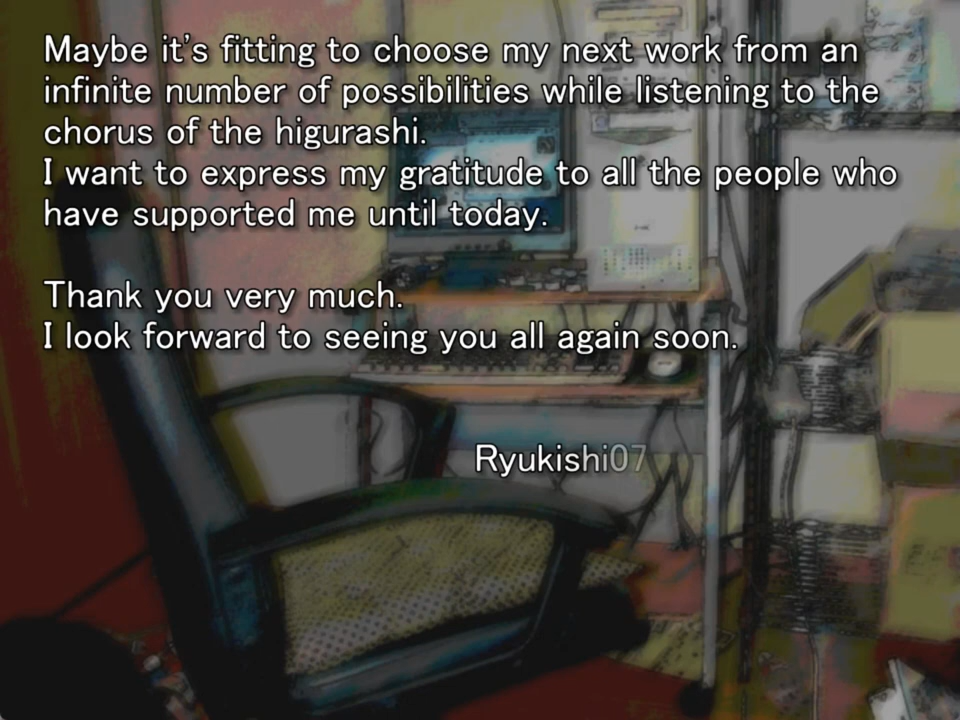 Maybe it's fitting to choose my next work from an
infinite number of possibilities while listening to the
chorus of the higurashi.
I want to express my gratitude to all the people who
have supported me until today.
Thank you very much.
I look forward to seeing you all again soon.
Ryukishi07